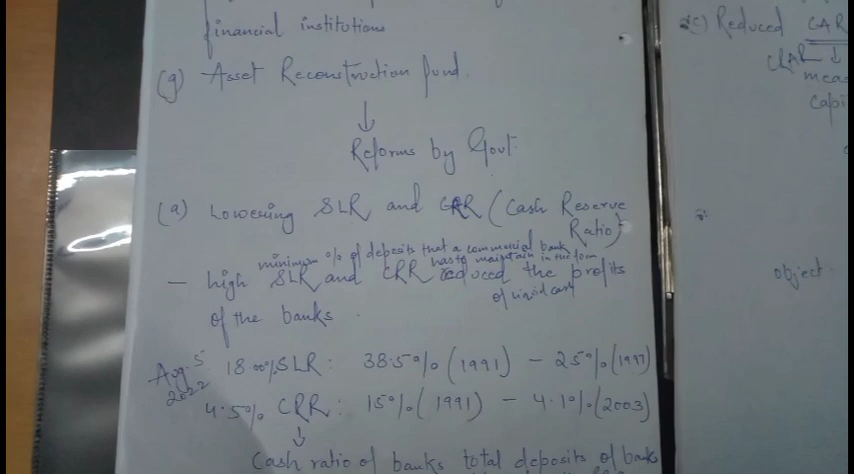 financial institutions
(g) Asset Reconstruction fund.
↓
Reforms by Govt.
(a) Lowering SLR and CRR (Cash Reserve
Ratio)
minimum % of deposits that a commercial bank
has to maintain in the form
of liquid cash
- high SLR and CRR reduced the profits
of the banks.
Aug. 5 2022
18.00% SLR: 38.5% (1991) - 25% (1997)
4.5% CRR: 15% (1991) - 4.1% (2003)
↓
Cash ratio of banks total deposits of banks
c) Reduced CAR
CRAR ↓
meas
capi
object.